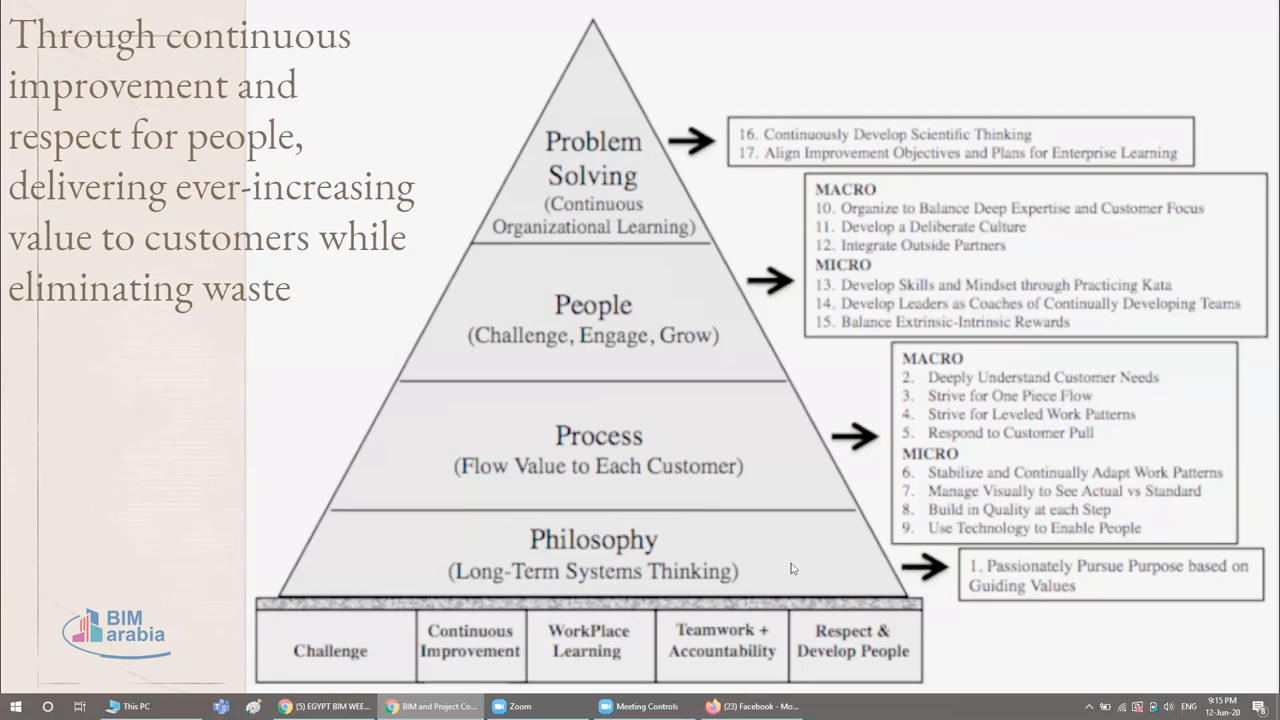 Through continuous
improvement and
respect for people,
delivering ever-increasing
value to customers while
eliminating waste
Problem
Solving
(Continuous
Organizational Learning)
16. Continuously Develop Scientific Thinking
17. Align Improvement Objectives and Plans for Enterprise Learning
People
(Challenge, Engage, Grow)
MACRO
10. Organize to Balance Deep Expertise and Customer Focus
11. Develop a Deliberate Culture
12. Integrate Outside Partners
MICRO
13. Develop Skills and Mindset through Practicing Kata
14. Develop Leaders as Coaches of Continually Developing Teams
15. Balance Extrinsic-Intrinsic Rewards
Process
(Flow Value to Each Customer)
MACRO
2. Deeply Understand Customer Needs
3. Strive for One Piece Flow
4. Strive for Leveled Work Patterns
5. Respond to Customer Pull
MICRO
6. Stabilize and Continually Adapt Work Patterns
7. Manage Visually to See Actual vs Standard
8. Build in Quality at each Step
9. Use Technology to Enable People
Philosophy
(Long-Term Systems Thinking)
1. Passionately Pursue Purpose based on
Guiding Values
Challenge
Continuous
Improvement
WorkPlace
Learning
Teamwork +
Accountability
Respect &
Develop People
BIM
arabia
This PC
(5) EGYPT BIM WEE...
BIM and Project Co...
Zoom
Meeting Controls
(23) Facebook - Mo...
ENG
9:15 PM
12-Jun-20